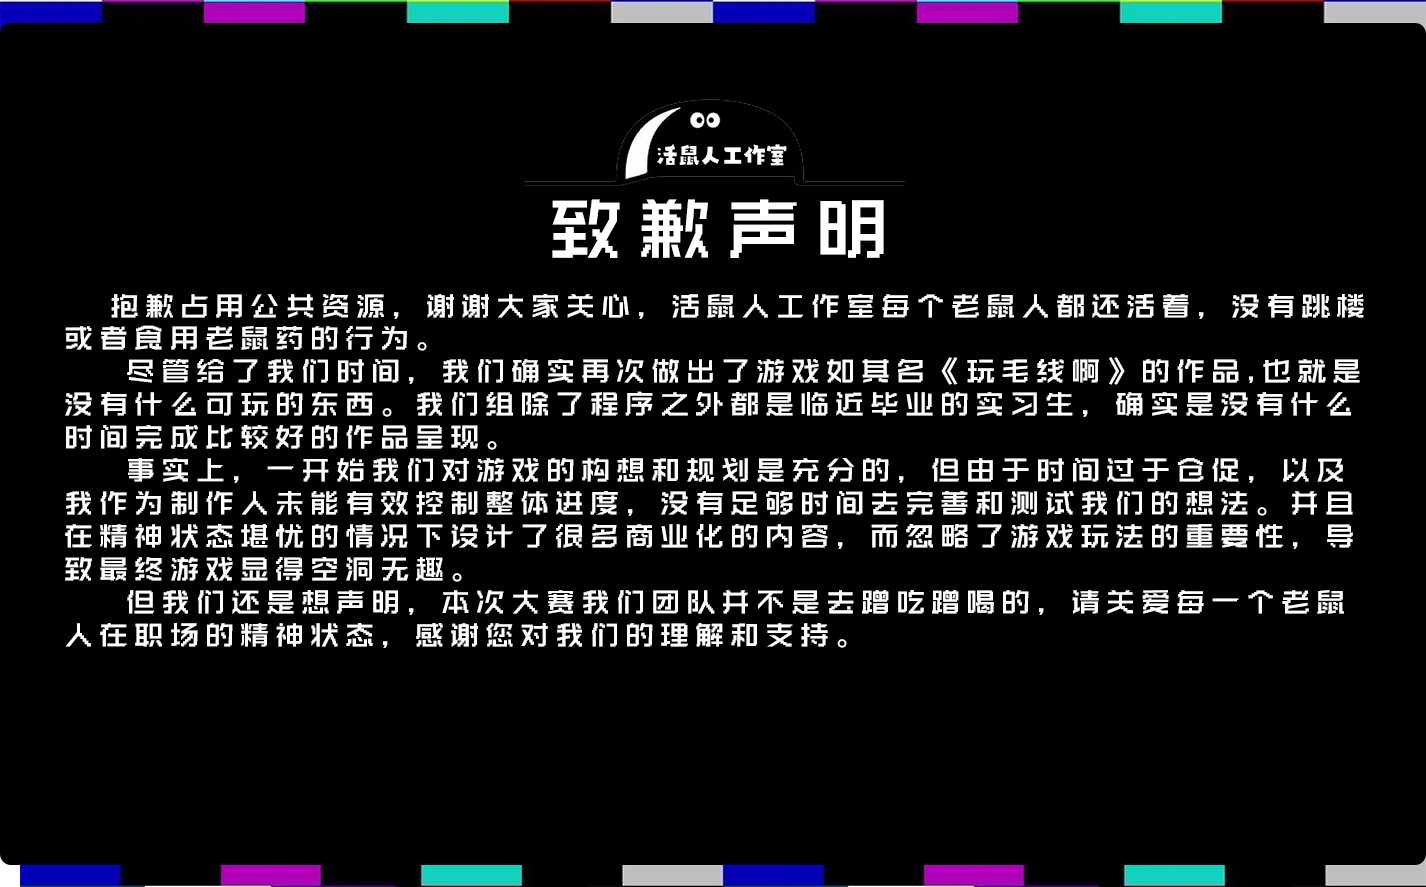 活鼠人工作室
致歉声明
抱歉占用公共资源，谢谢大家关心，活鼠人工作室每个老鼠人都还活着，没有跳楼
或者食用老鼠药的行为。
尽管给了我们时间，我们确实再次做出了游戏如其名《玩毛线啊》的作品,也就是
没有什么可玩的东西。我们组除了程序之外都是临近毕业的实习生，确实是没有什么
时间完成比较好的作品呈现。
事实上，一开始我们对游戏的构想和规划是充分的，但由于时间过于仓促，以及
我作为制作人未能有效控制整体进度，没有足够时间去完善和测试我们的想法。并且
在精神状态堪忧的情况下设计了很多商业化的内容，而忽略了游戏玩法的重要性，导
致最终游戏显得空洞无趣。
但我们还是想声明，本次大赛我们团队并不是去蹭吃蹭喝的，请关爱每一个老鼠
人在职场的精神状态，感谢您对我们的理解和支持。